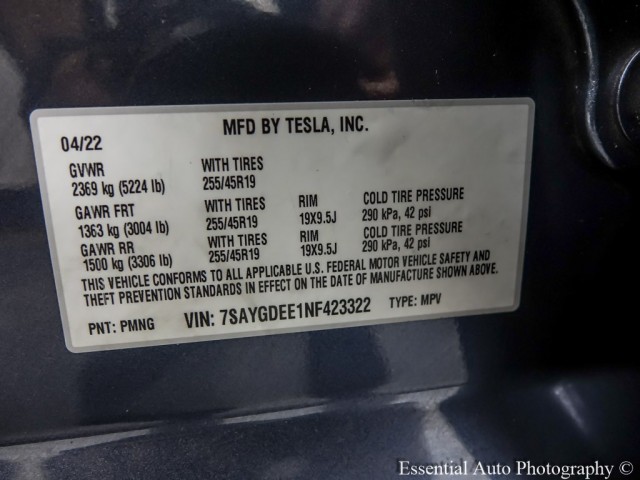 MFD BY TESLA, INC.
04/22
GVWR WITH TIRES
2369 kg (5224 lb) 255/45R19
GAWR FRT WITH TIRES RIM COLD TIRE PRESSURE
1363 kg (3004 lb) 255/45R19 19X9.5J 290 kPa, 42 psi
GAWR RR WITH TIRES RIM COLD TIRE PRESSURE
1500 kg (3306 lb) 255/45R19 19X9.5J 290 kPa, 42 psi
THIS VEHICLE CONFORMS TO ALL APPLICABLE U.S. FEDERAL MOTOR VEHICLE SAFETY AND
THEFT PREVENTION STANDARDS IN EFFECT ON THE DATE OF MANUFACTURE SHOWN ABOVE.
PNT: PMNG VIN: 7SAYGDEE1NF423322 TYPE: MPV
Essential Auto Photography (c)